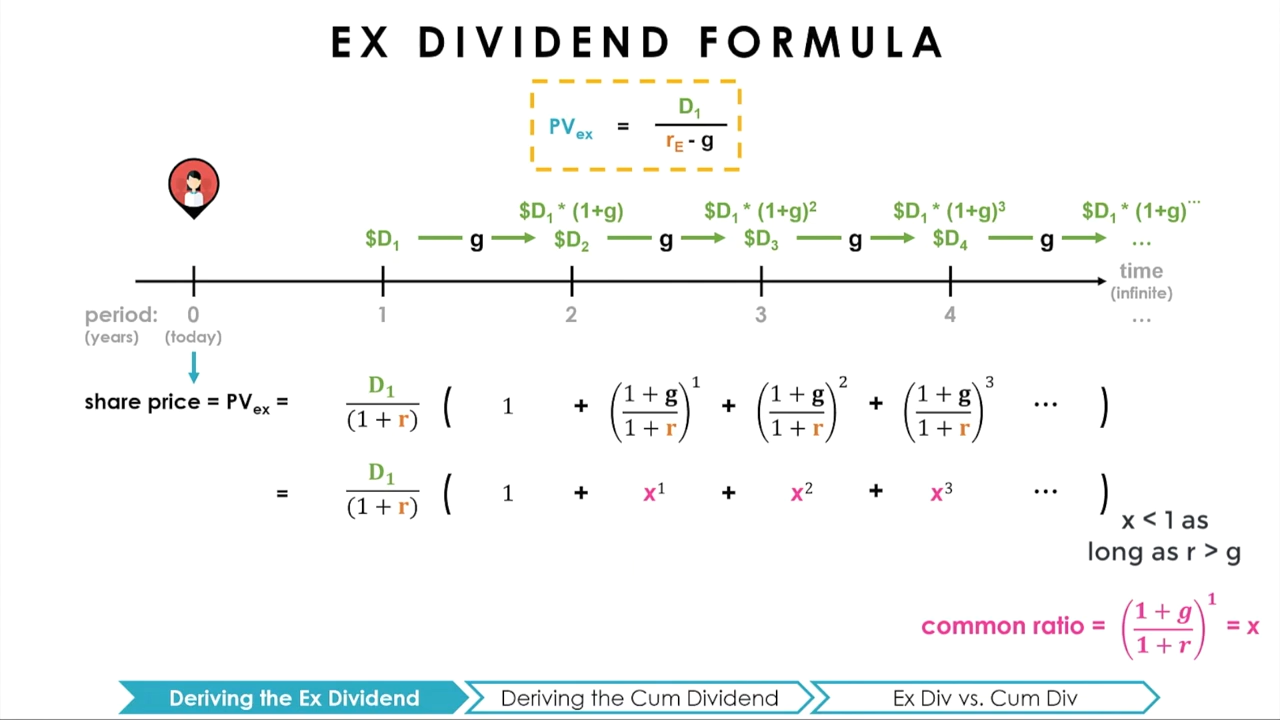 EX DIVIDEND FORMULA
PVex = D1 / (rE - g)
$D1 * (1+g) $D1 * (1+g)² $D1 * (1+g)³ $D1 * (1+g)^...
$D1 g $D2 g $D3 g $D4 g ...
time
(infinite)
period: 0 1 2 3 4 ...
(years) (today)
share price = PVex = D1/(1 + r) ( 1 + ((1 + g)/(1 + r))¹ + ((1 + g)/(1 + r))² + ((1 + g)/(1 + r))³ ... )
= D1/(1 + r) ( 1 + x¹ + x² + x³ ... )
x < 1 as
long as r > g
common ratio = ((1 + g)/(1 + r))¹ = x
Deriving the Ex Dividend Deriving the Cum Dividend Ex Div vs. Cum Div